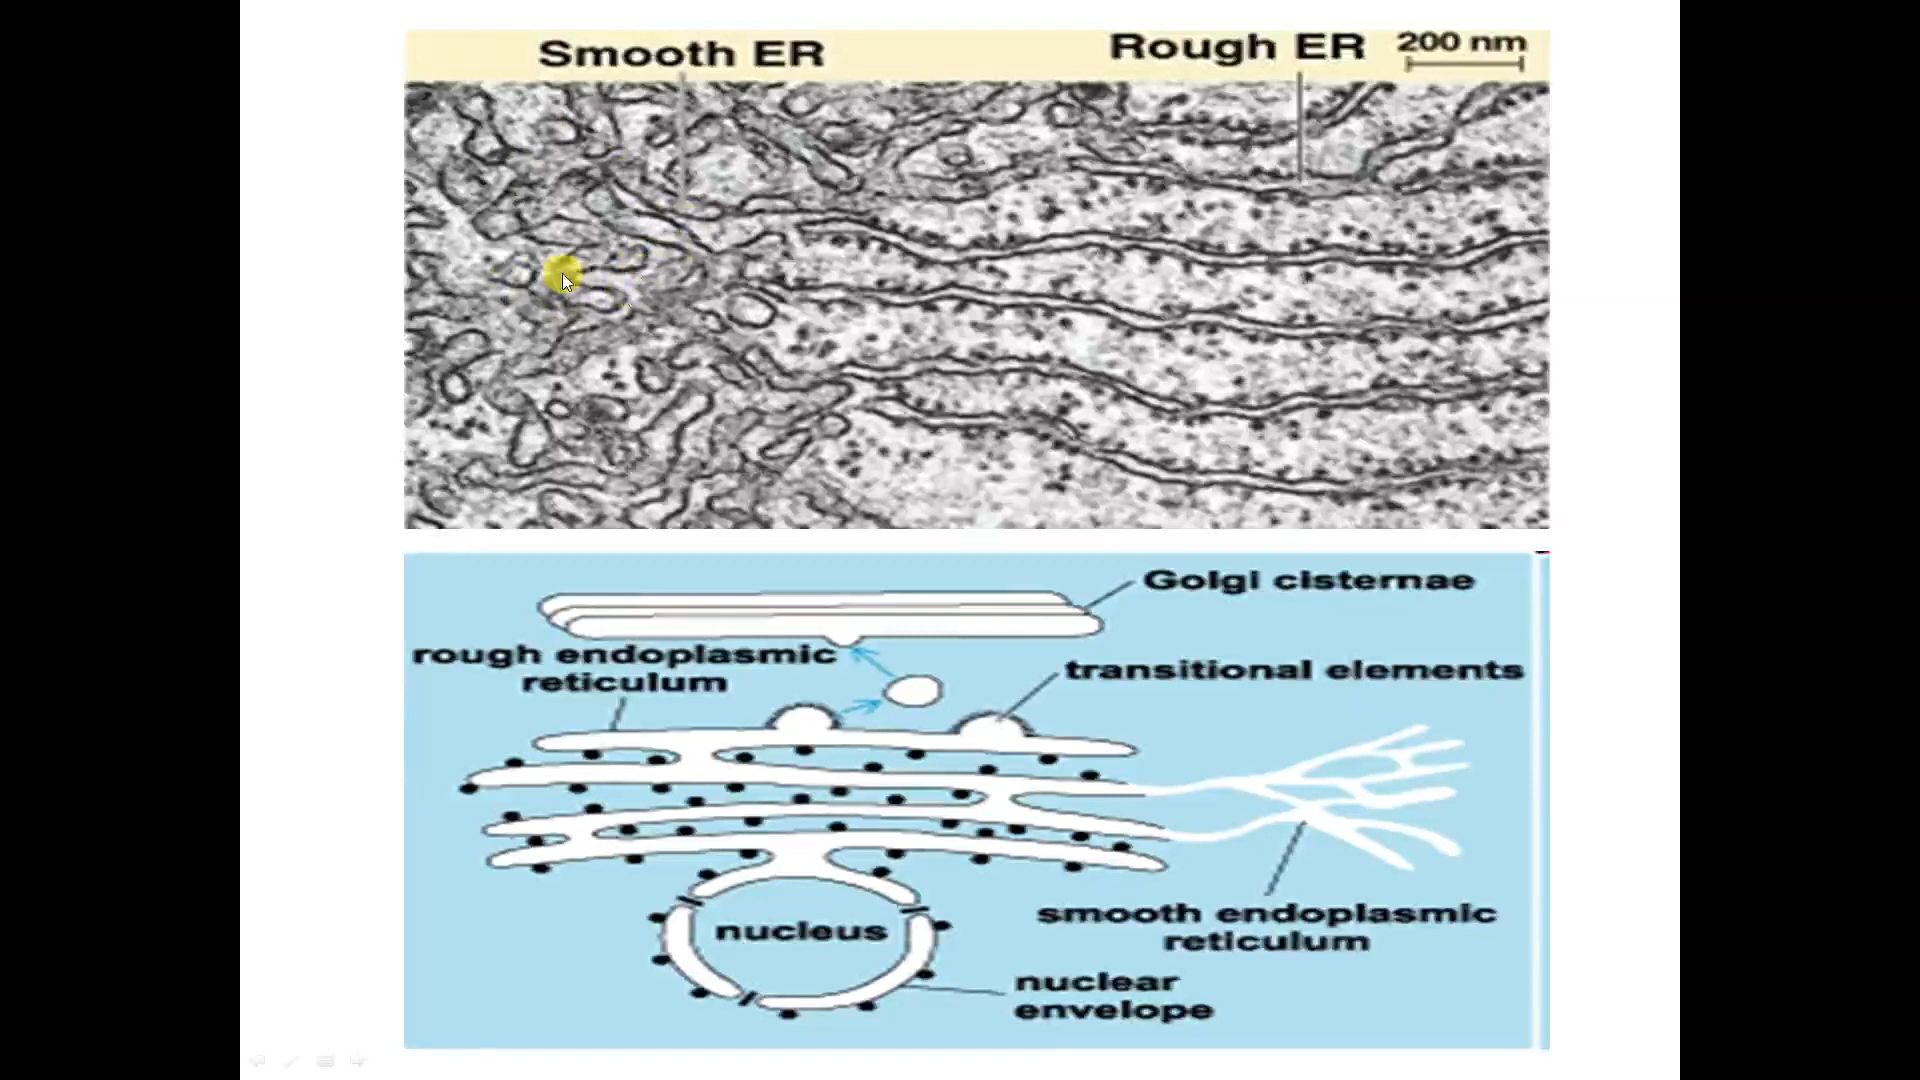 Smooth ER
Rough ER
200 nm
Golgi cisternae
rough endoplasmic
reticulum
transitional elements
nucleus
smooth endoplasmic
reticulum
nuclear
envelope